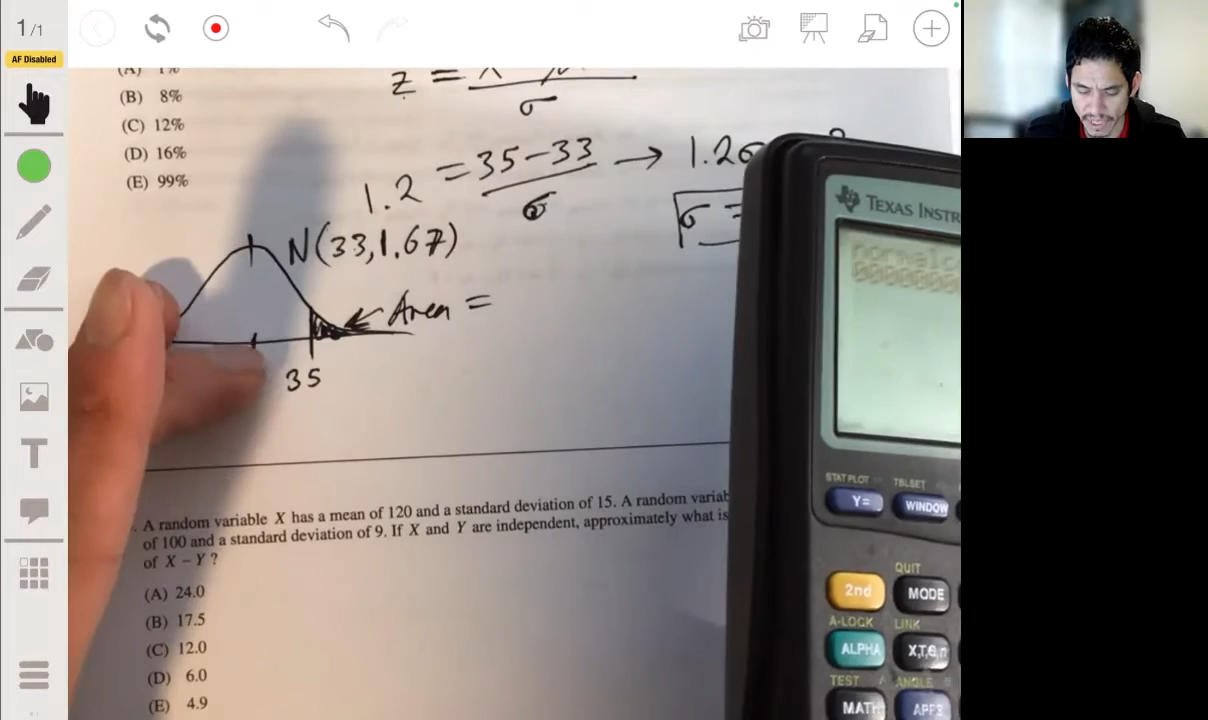 1/1
AF Disabled
(A) 1%
(B) 8%
(C) 12%
(D) 16%
(E) 99%
z =
σ
1.2 = 35-33 → 1.2σ
σ
σ =
N(33,1.67)
Area =
35
A random variable X has a mean of 120 and a standard deviation of 15. A random variab
of 100 and a standard deviation of 9. If X and Y are independent, approximately what is
of X – Y ?
(A) 24.0
(B) 17.5
(C) 12.0
(D) 6.0
(E) 4.9
TEXAS INSTR
normalc
STAT PLOT
TBLSET
Y=
WINDOW
QUIT
2nd
MODE
A-LOCK
LINK
ALPHA
X,T,Θ,n
TEST
A
ANGLE
B
MATH
APPS
T